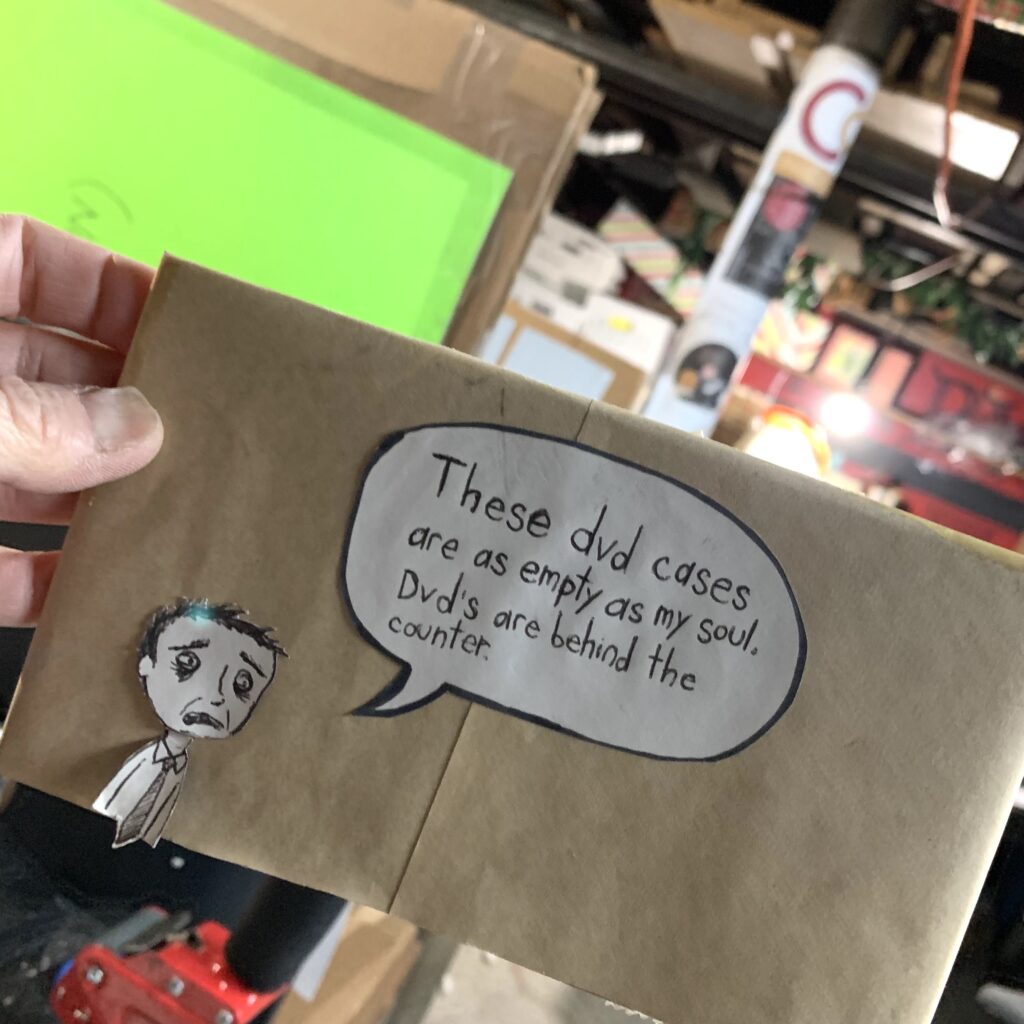 These dvd cases
are as empty as my soul.
Dvd's are behind the
counter.